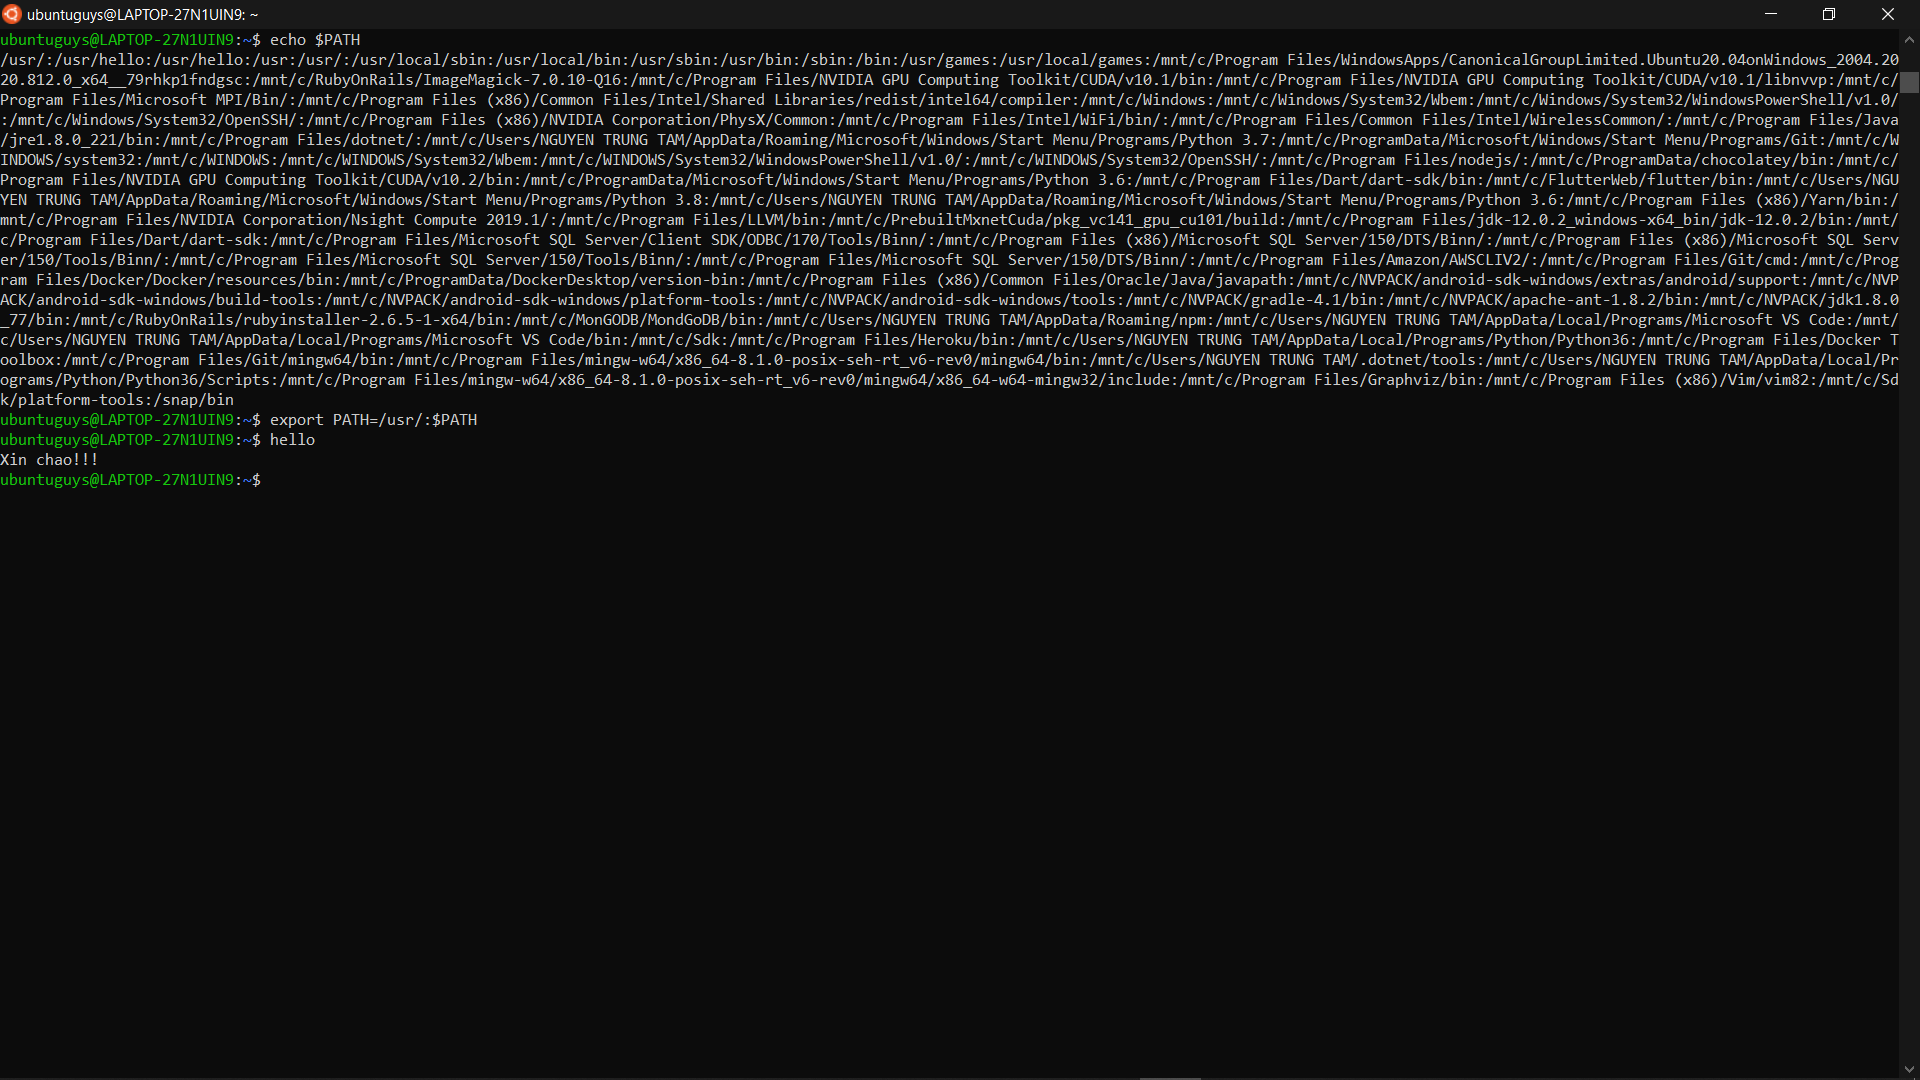 ubuntuguys@LAPTOP-27N1UIN9: ~
ubuntuguys@LAPTOP-27N1UIN9:~$ echo $PATH
/usr/:/usr/hello:/usr/hello:/usr:/usr/:/usr/local/sbin:/usr/local/bin:/usr/sbin:/usr/bin:/sbin:/bin:/usr/games:/usr/local/games:/mnt/c/Program Files/WindowsApps/CanonicalGroupLimited.Ubuntu20.04onWindows_2004.20
20.812.0_x64__79rhkp1fndgsc:/mnt/c/RubyOnRails/ImageMagick-7.0.10-Q16:/mnt/c/Program Files/NVIDIA GPU Computing Toolkit/CUDA/v10.1/bin:/mnt/c/Program Files/NVIDIA GPU Computing Toolkit/CUDA/v10.1/libnvvp:/mnt/c/
Program Files/Microsoft MPI/Bin/:/mnt/c/Program Files (x86)/Common Files/Intel/Shared Libraries/redist/intel64/compiler:/mnt/c/Windows:/mnt/c/Windows/System32/Wbem:/mnt/c/Windows/System32/WindowsPowerShell/v1.0/
:/mnt/c/Windows/System32/OpenSSH/:/mnt/c/Program Files (x86)/NVIDIA Corporation/PhysX/Common:/mnt/c/Program Files/Intel/WiFi/bin/:/mnt/c/Program Files/Common Files/Intel/WirelessCommon/:/mnt/c/Program Files/Java
/jre1.8.0_221/bin:/mnt/c/Program Files/dotnet/:/mnt/c/Users/NGUYEN TRUNG TAM/AppData/Roaming/Microsoft/Windows/Start Menu/Programs/Python 3.7:/mnt/c/ProgramData/Microsoft/Windows/Start Menu/Programs/Git:/mnt/c/W
INDOWS/system32:/mnt/c/WINDOWS:/mnt/c/WINDOWS/System32/Wbem:/mnt/c/WINDOWS/System32/WindowsPowerShell/v1.0/:/mnt/c/WINDOWS/System32/OpenSSH/:/mnt/c/Program Files/nodejs/:/mnt/c/ProgramData/chocolatey/bin:/mnt/c/
Program Files/NVIDIA GPU Computing Toolkit/CUDA/v10.2/bin:/mnt/c/ProgramData/Microsoft/Windows/Start Menu/Programs/Python 3.6:/mnt/c/Program Files/Dart/dart-sdk/bin:/mnt/c/FlutterWeb/flutter/bin:/mnt/c/Users/NGU
YEN TRUNG TAM/AppData/Roaming/Microsoft/Windows/Start Menu/Programs/Python 3.8:/mnt/c/Users/NGUYEN TRUNG TAM/AppData/Roaming/Microsoft/Windows/Start Menu/Programs/Python 3.6:/mnt/c/Program Files (x86)/Yarn/bin:/
mnt/c/Program Files/NVIDIA Corporation/Nsight Compute 2019.1/:/mnt/c/Program Files/LLVM/bin:/mnt/c/PrebuiltMxnetCuda/pkg_vc141_gpu_cu101/build:/mnt/c/Program Files/jdk-12.0.2_windows-x64_bin/jdk-12.0.2/bin:/mnt/
c/Program Files/Dart/dart-sdk:/mnt/c/Program Files/Microsoft SQL Server/Client SDK/ODBC/170/Tools/Binn/:/mnt/c/Program Files (x86)/Microsoft SQL Server/150/DTS/Binn/:/mnt/c/Program Files (x86)/Microsoft SQL Serv
er/150/Tools/Binn/:/mnt/c/Program Files/Microsoft SQL Server/150/Tools/Binn/:/mnt/c/Program Files/Microsoft SQL Server/150/DTS/Binn/:/mnt/c/Program Files/Amazon/AWSCLIV2/:/mnt/c/Program Files/Git/cmd:/mnt/c/Prog
ram Files/Docker/Docker/resources/bin:/mnt/c/ProgramData/DockerDesktop/version-bin:/mnt/c/Program Files (x86)/Common Files/Oracle/Java/javapath:/mnt/c/NVPACK/android-sdk-windows/extras/android/support:/mnt/c/NVP
ACK/android-sdk-windows/build-tools:/mnt/c/NVPACK/android-sdk-windows/platform-tools:/mnt/c/NVPACK/android-sdk-windows/tools:/mnt/c/NVPACK/gradle-4.1/bin:/mnt/c/NVPACK/apache-ant-1.8.2/bin:/mnt/c/NVPACK/jdk1.8.0
_77/bin:/mnt/c/RubyOnRails/rubyinstaller-2.6.5-1-x64/bin:/mnt/c/MonGODB/MondGoDB/bin:/mnt/c/Users/NGUYEN TRUNG TAM/AppData/Roaming/npm:/mnt/c/Users/NGUYEN TRUNG TAM/AppData/Local/Programs/Microsoft VS Code:/mnt/
c/Users/NGUYEN TRUNG TAM/AppData/Local/Programs/Microsoft VS Code/bin:/mnt/c/Sdk:/mnt/c/Program Files/Heroku/bin:/mnt/c/Users/NGUYEN TRUNG TAM/AppData/Local/Programs/Python/Python36:/mnt/c/Program Files/Docker T
oolbox:/mnt/c/Program Files/Git/mingw64/bin:/mnt/c/Program Files/mingw-w64/x86_64-8.1.0-posix-seh-rt_v6-rev0/mingw64/bin:/mnt/c/Users/NGUYEN TRUNG TAM/.dotnet/tools:/mnt/c/Users/NGUYEN TRUNG TAM/AppData/Local/Pr
ograms/Python/Python36/Scripts:/mnt/c/Program Files/mingw-w64/x86_64-8.1.0-posix-seh-rt_v6-rev0/mingw64/x86_64-w64-mingw32/include:/mnt/c/Program Files/Graphviz/bin:/mnt/c/Program Files (x86)/Vim/vim82:/mnt/c/Sd
k/platform-tools:/snap/bin
ubuntuguys@LAPTOP-27N1UIN9:~$ export PATH=/usr/:$PATH
ubuntuguys@LAPTOP-27N1UIN9:~$ hello
Xin chao!!!
ubuntuguys@LAPTOP-27N1UIN9:~$